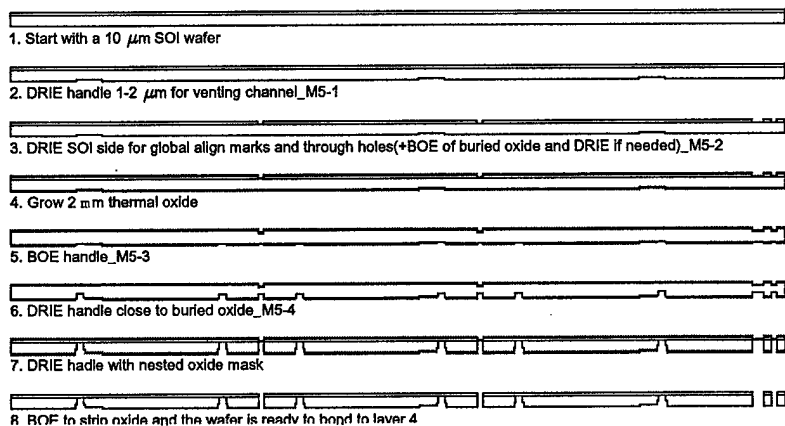 1. Start with a 10 μm SOI wafer
2. DRIE handle 1-2 μm for venting channel_M5-1
3. DRIE SOI side for global align marks and through holes(+BOE of buried oxide and DRIE if needed)_M5-2
4. Grow 2 mm thermal oxide
5. BOE handle_M5-3
6. DRIE handle close to buried oxide_M5-4
7. DRIE hadle with nested oxide mask
8. BOE to strip oxide and the wafer is ready to bond to layer 4